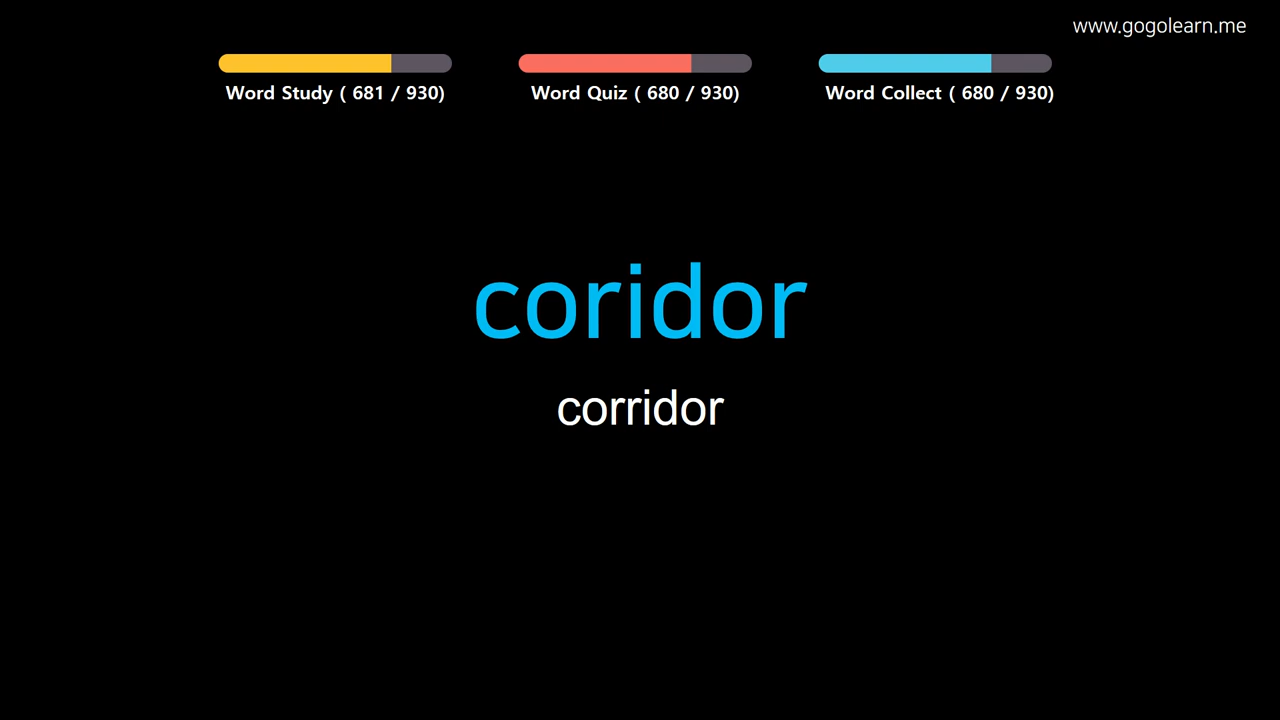 www.gogolearn.me
Word Study ( 681 / 930)
Word Quiz ( 680 / 930)
Word Collect ( 680 / 930)
coridor
corridor